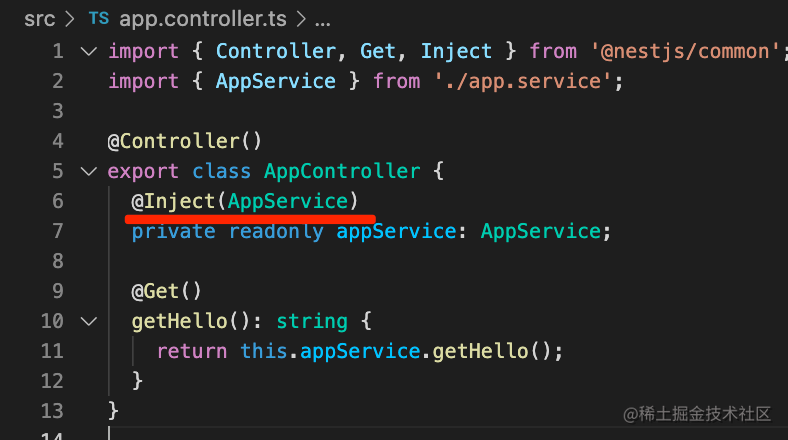 src > TS app.controller.ts > ...
1 import { Controller, Get, Inject } from '@nestjs/common';
2 import { AppService } from './app.service';
3
4 @Controller()
5 export class AppController {
6 @Inject(AppService)
7 private readonly appService: AppService;
8
9 @Get()
10 getHello(): string {
11 return this.appService.getHello();
12 }
13 }
14
@稀土掘金技术社区